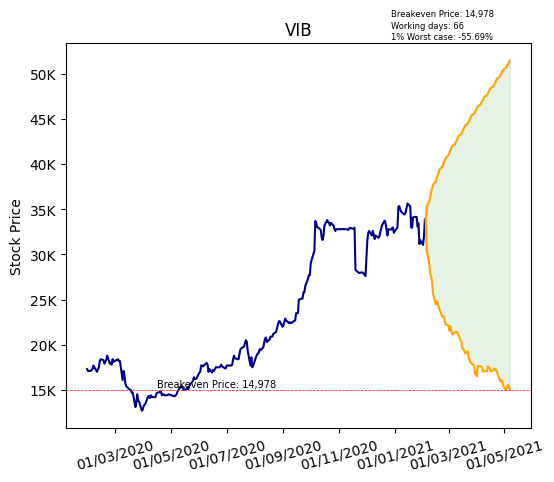 Breakeven Price: 14,978
Working days: 66
1% Worst case: -55.69%
VIB
Stock Price
50K
45K
40K
35K
30K
25K
20K
15K
Breakeven Price: 14,978
01/03/2020
01/05/2020
01/07/2020
01/09/2020
01/11/2020
01/01/2021
01/03/2021
01/05/2021